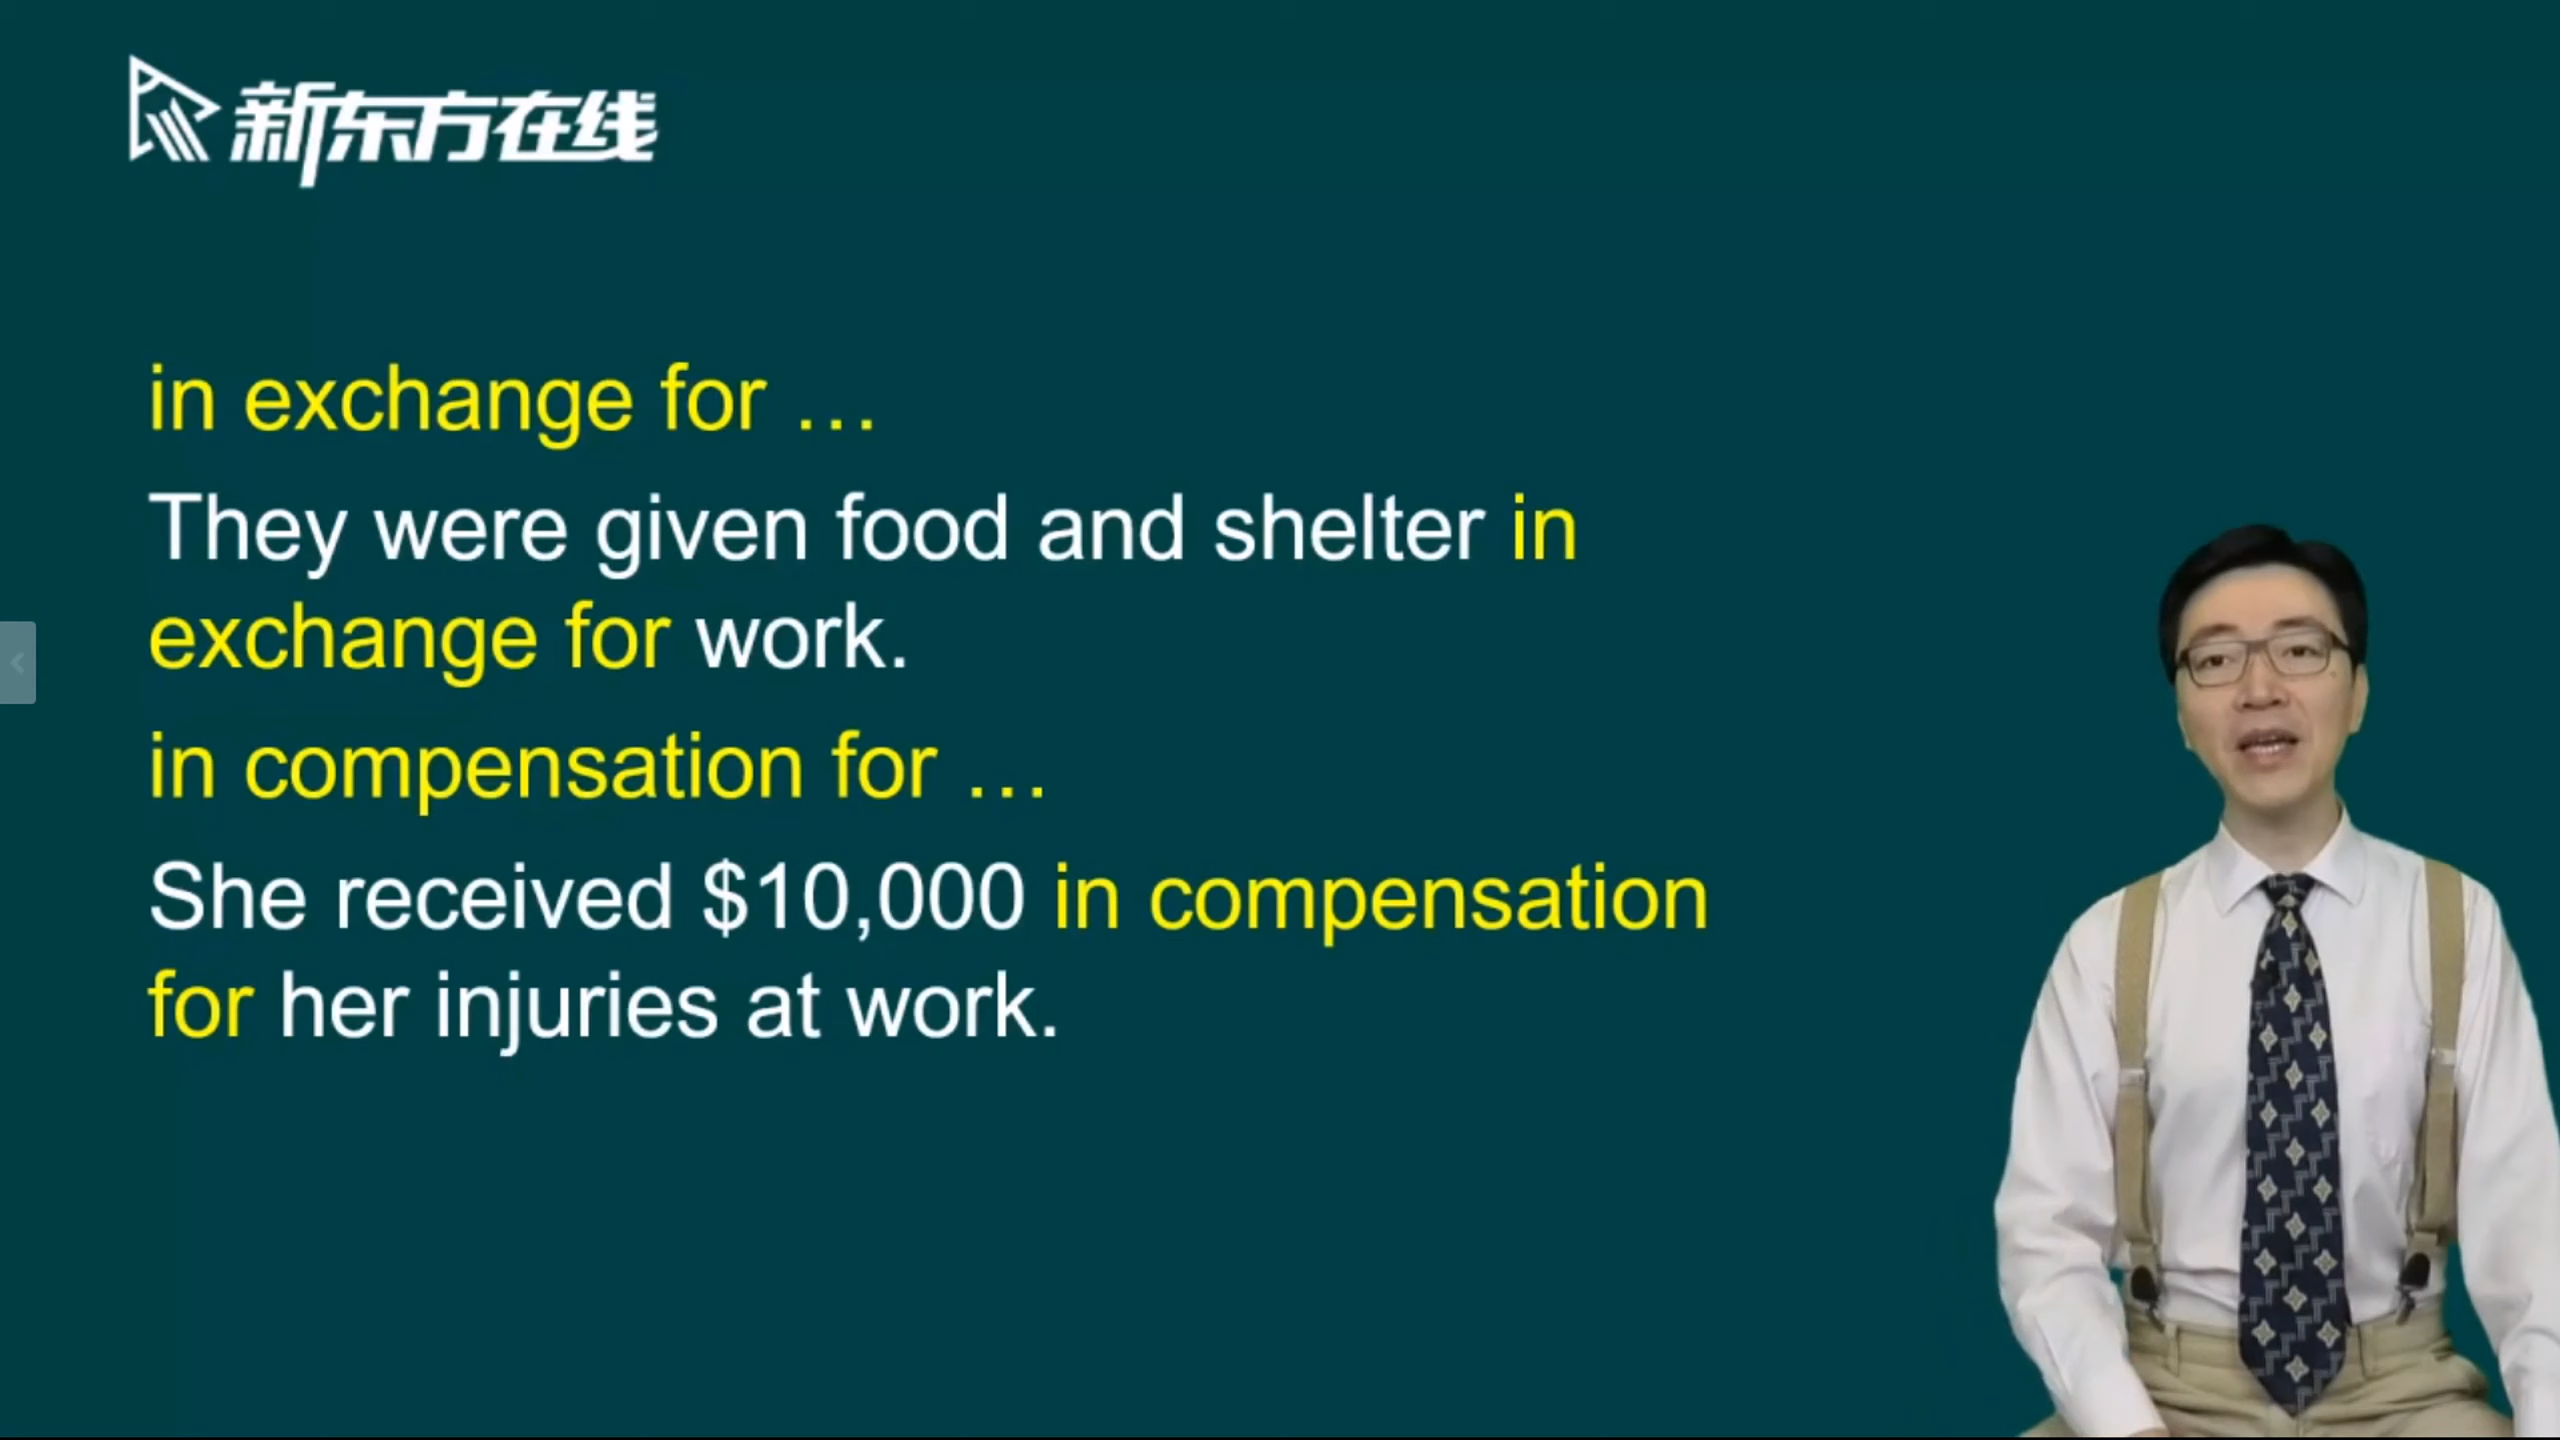 新东方在线
in exchange for …
They were given food and shelter in
exchange for work.
in compensation for …
She received $10,000 in compensation
for her injuries at work.